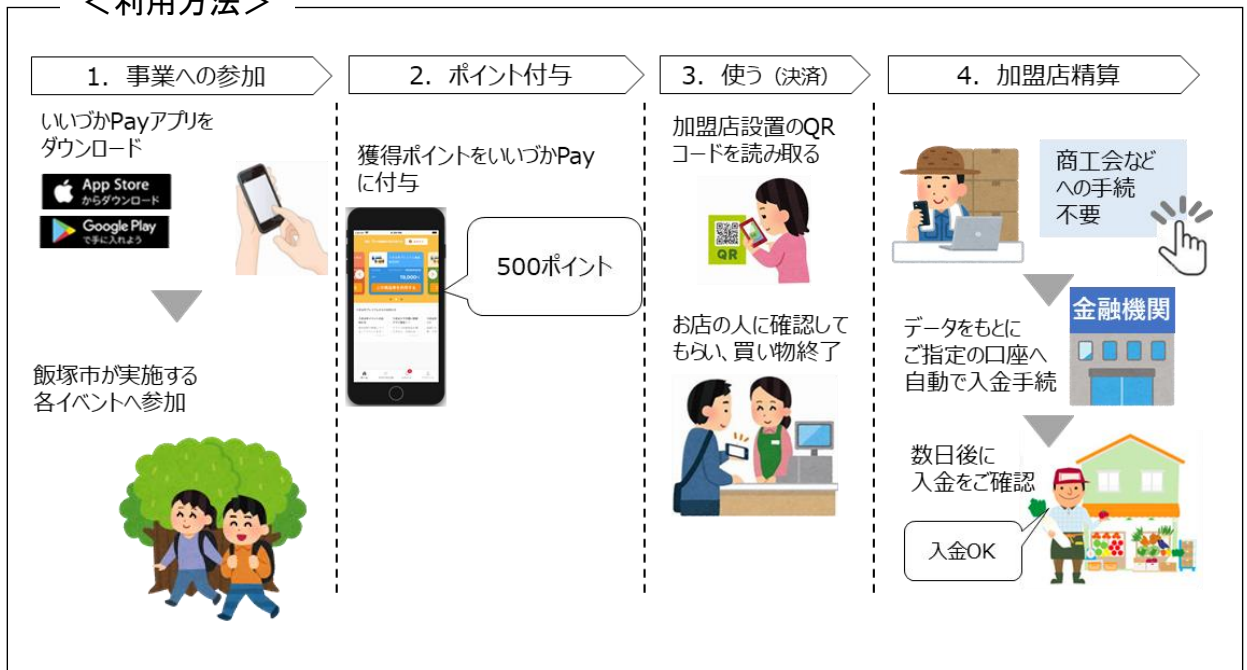 ＜利用方法＞
1．事業への参加
いいづかPayアプリを
ダウンロード
App Store
からダウンロード
Google Play
で手に入れよう
飯塚市が実施する
各イベントへ参加
2．ポイント付与
獲得ポイントをいいづかPay
に付与
500ポイント
3．使う（決済）
加盟店設置のQR
コードを読み取る
QR
お店の人に確認して
もらい、買い物終了
4．加盟店精算
商工会など
への手続
不要
金融機関
データをもとに
ご指定の口座へ
自動で入金手続
数日後に
入金をご確認
入金OK